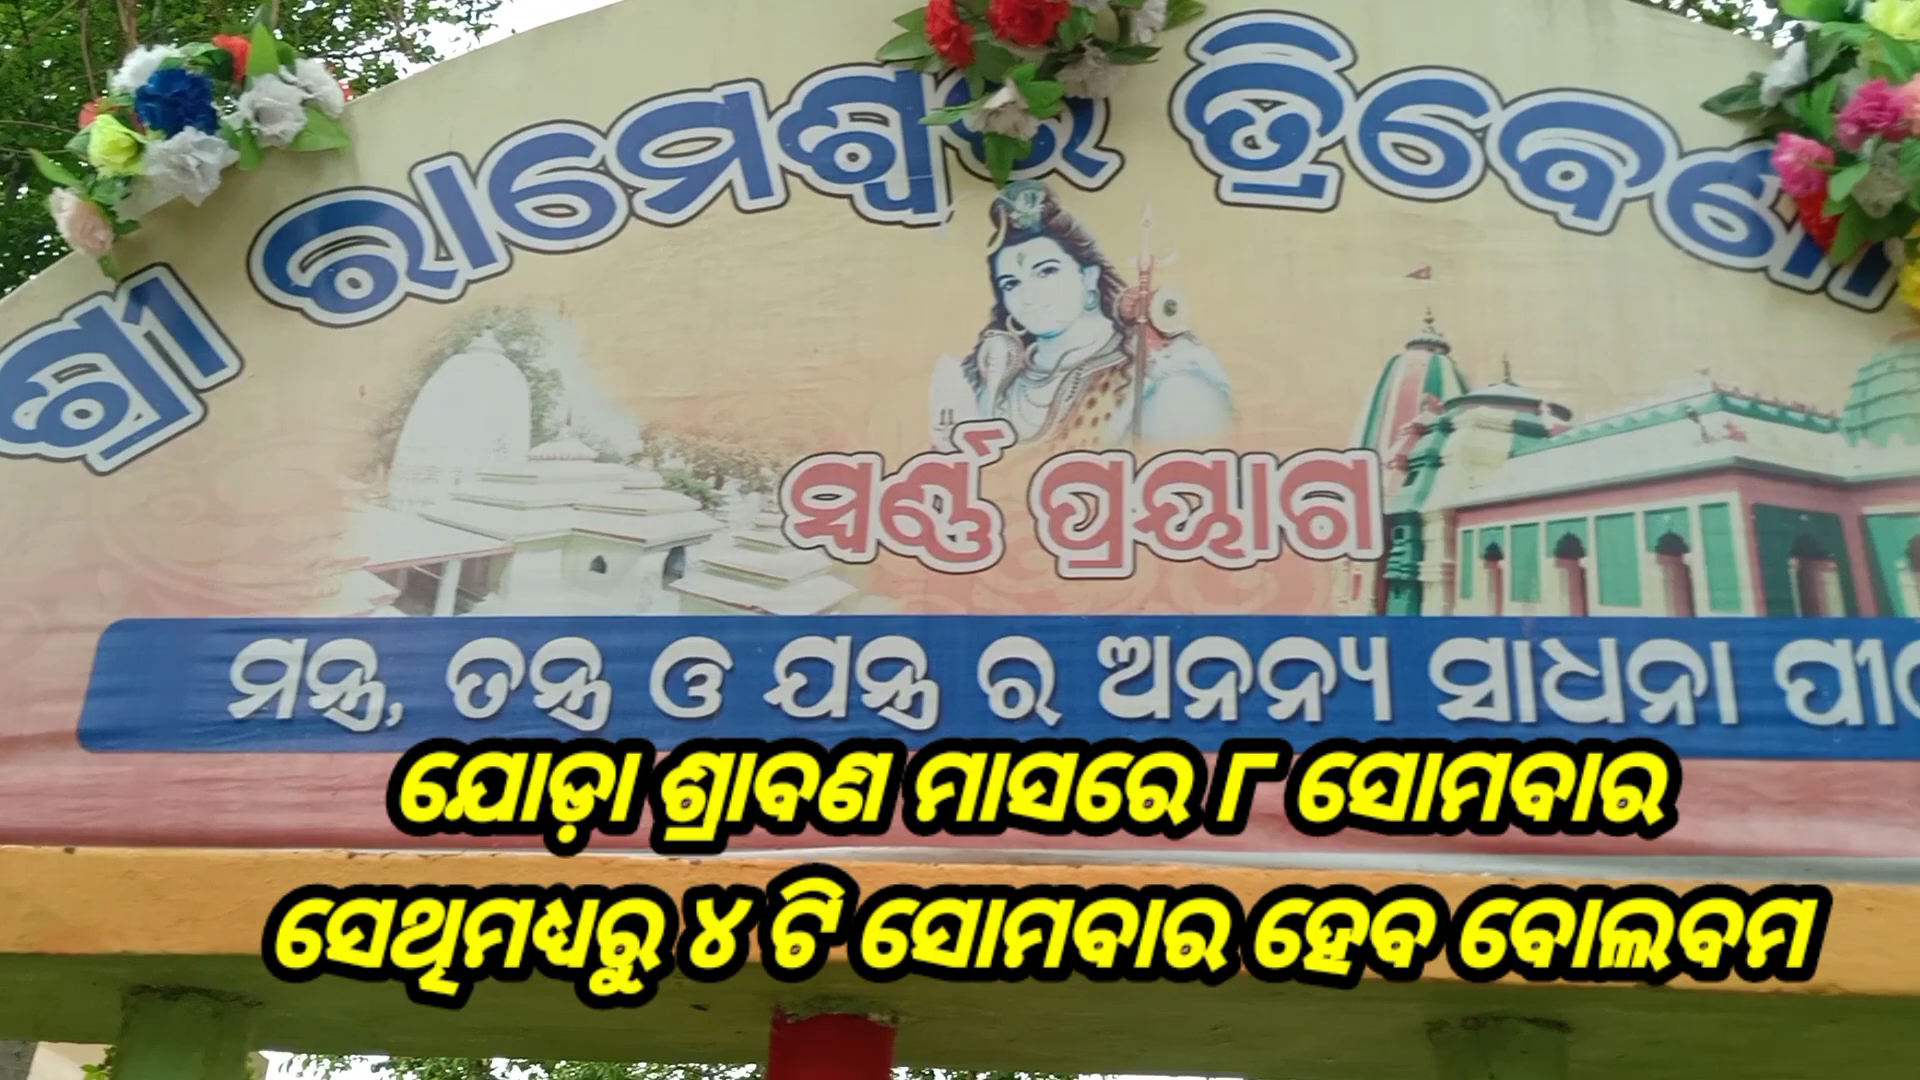 ଶ୍ରୀ ରାମେଶ୍ୱର ତ୍ରିବେଣୀ
ସ୍ୱର୍ଣ୍ଣ ପ୍ରୟାଗ
ମନ୍ତ୍ର, ତନ୍ତ୍ର ଓ ଯନ୍ତ୍ର ର ଅନନ୍ୟ ସାଧନା
ଯୋଡ଼ା ଶ୍ରାବଣ ମାସରେ ୮ ସୋମବାର
ସେଥିମଧ୍ୟରୁ ୪ ଟି ସୋମବାର ହେବ ବୋଲବମ